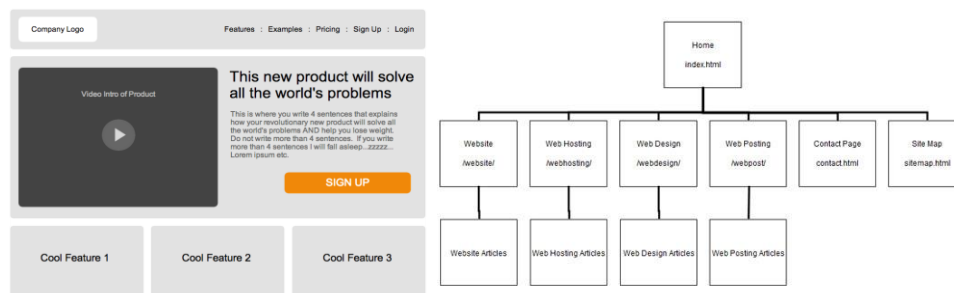 Company Logo
Features : Examples : Pricing : Sign Up : Login
Video Intro of Product
This new product will solve
all the world's problems
This is where you write 4 sentences that explains
how your revolutionary new product will solve all
the world's problems AND help you lose weight.
Do not write more than 4 sentences. If you write
more than 4 sentences I will fall asleep...zzzzz...
Lorem ipsum etc.
SIGN UP
Cool Feature 1
Cool Feature 2
Cool Feature 3
Home
index.html
Website
/website/
Web Hosting
/webhosting/
Web Design
/webdesign/
Web Posting
/webpost/
Contact Page
contact.html
Site Map
sitemap.html
Website Articles
Web Hosting Articles
Web Design Articles
Web Posting Articles